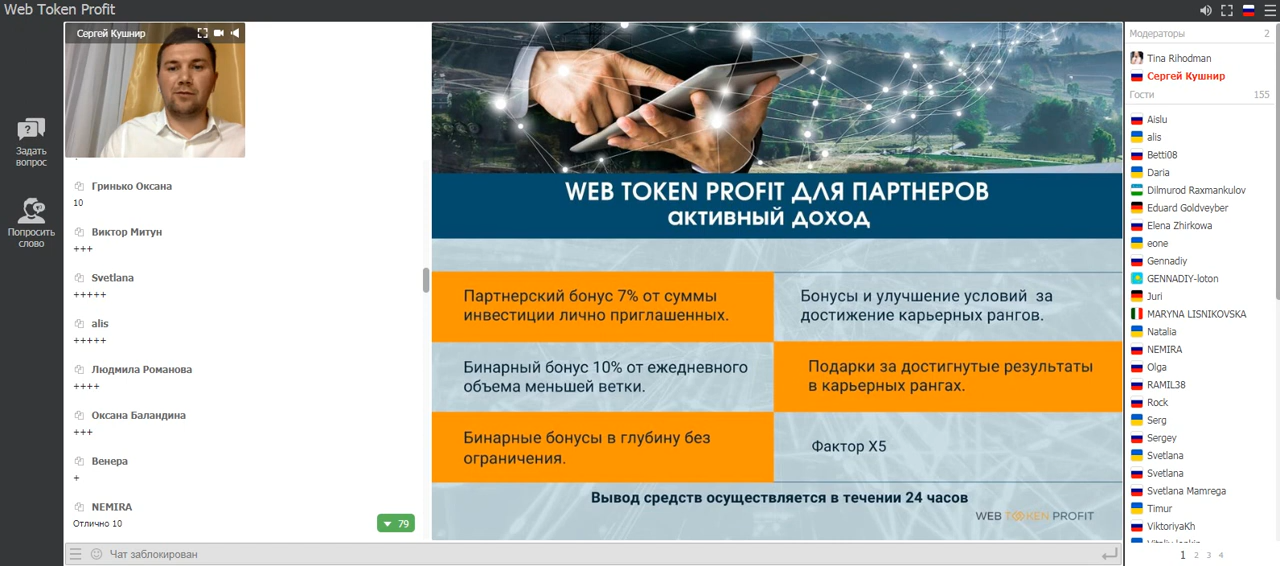 Web Token Profit
Сергей Кушнир
Задать
вопрос
Попросить
слово
Гринько Оксана
10
Виктор Митун
+++
Svetlana
+++++
alis
+++++
Людмила Романова
++++
Оксана Баландина
+++
Венера
+
NEMIRA
Отлично 10
79
Чат заблокирован
WEB TOKEN PROFIT ДЛЯ ПАРТНЕРОВ
активный доход
Партнерский бонус 7% от суммы
инвестиции лично приглашенных.
Бонусы и улучшение условий за
достижение карьерных рангов.
Бинарный бонус 10% от ежедневного
объема меньшей ветки.
Подарки за достигнутые результаты
в карьерных рангах.
Бинарные бонусы в глубину без
ограничения.
Фактор X5
Вывод средств осуществляется в течении 24 часов
WEB TOKEN PROFIT
Модераторы 2
Tina Rihodman
Сергей Кушнир
Гости 155
Aislu
alis
Betti08
Daria
Dilmurod Raxmankulov
Eduard Goldveyber
Elena Zhirkowa
eone
Gennadiy
GENNADIY-loton
Juri
MARYNA LISNIKOVSKA
Natalia
NEMIRA
Olga
RAMIL38
Rock
Serg
Sergey
Svetlana
Svetlana
Svetlana Mamrega
Timur
ViktoriyaKh
1 2 3 4